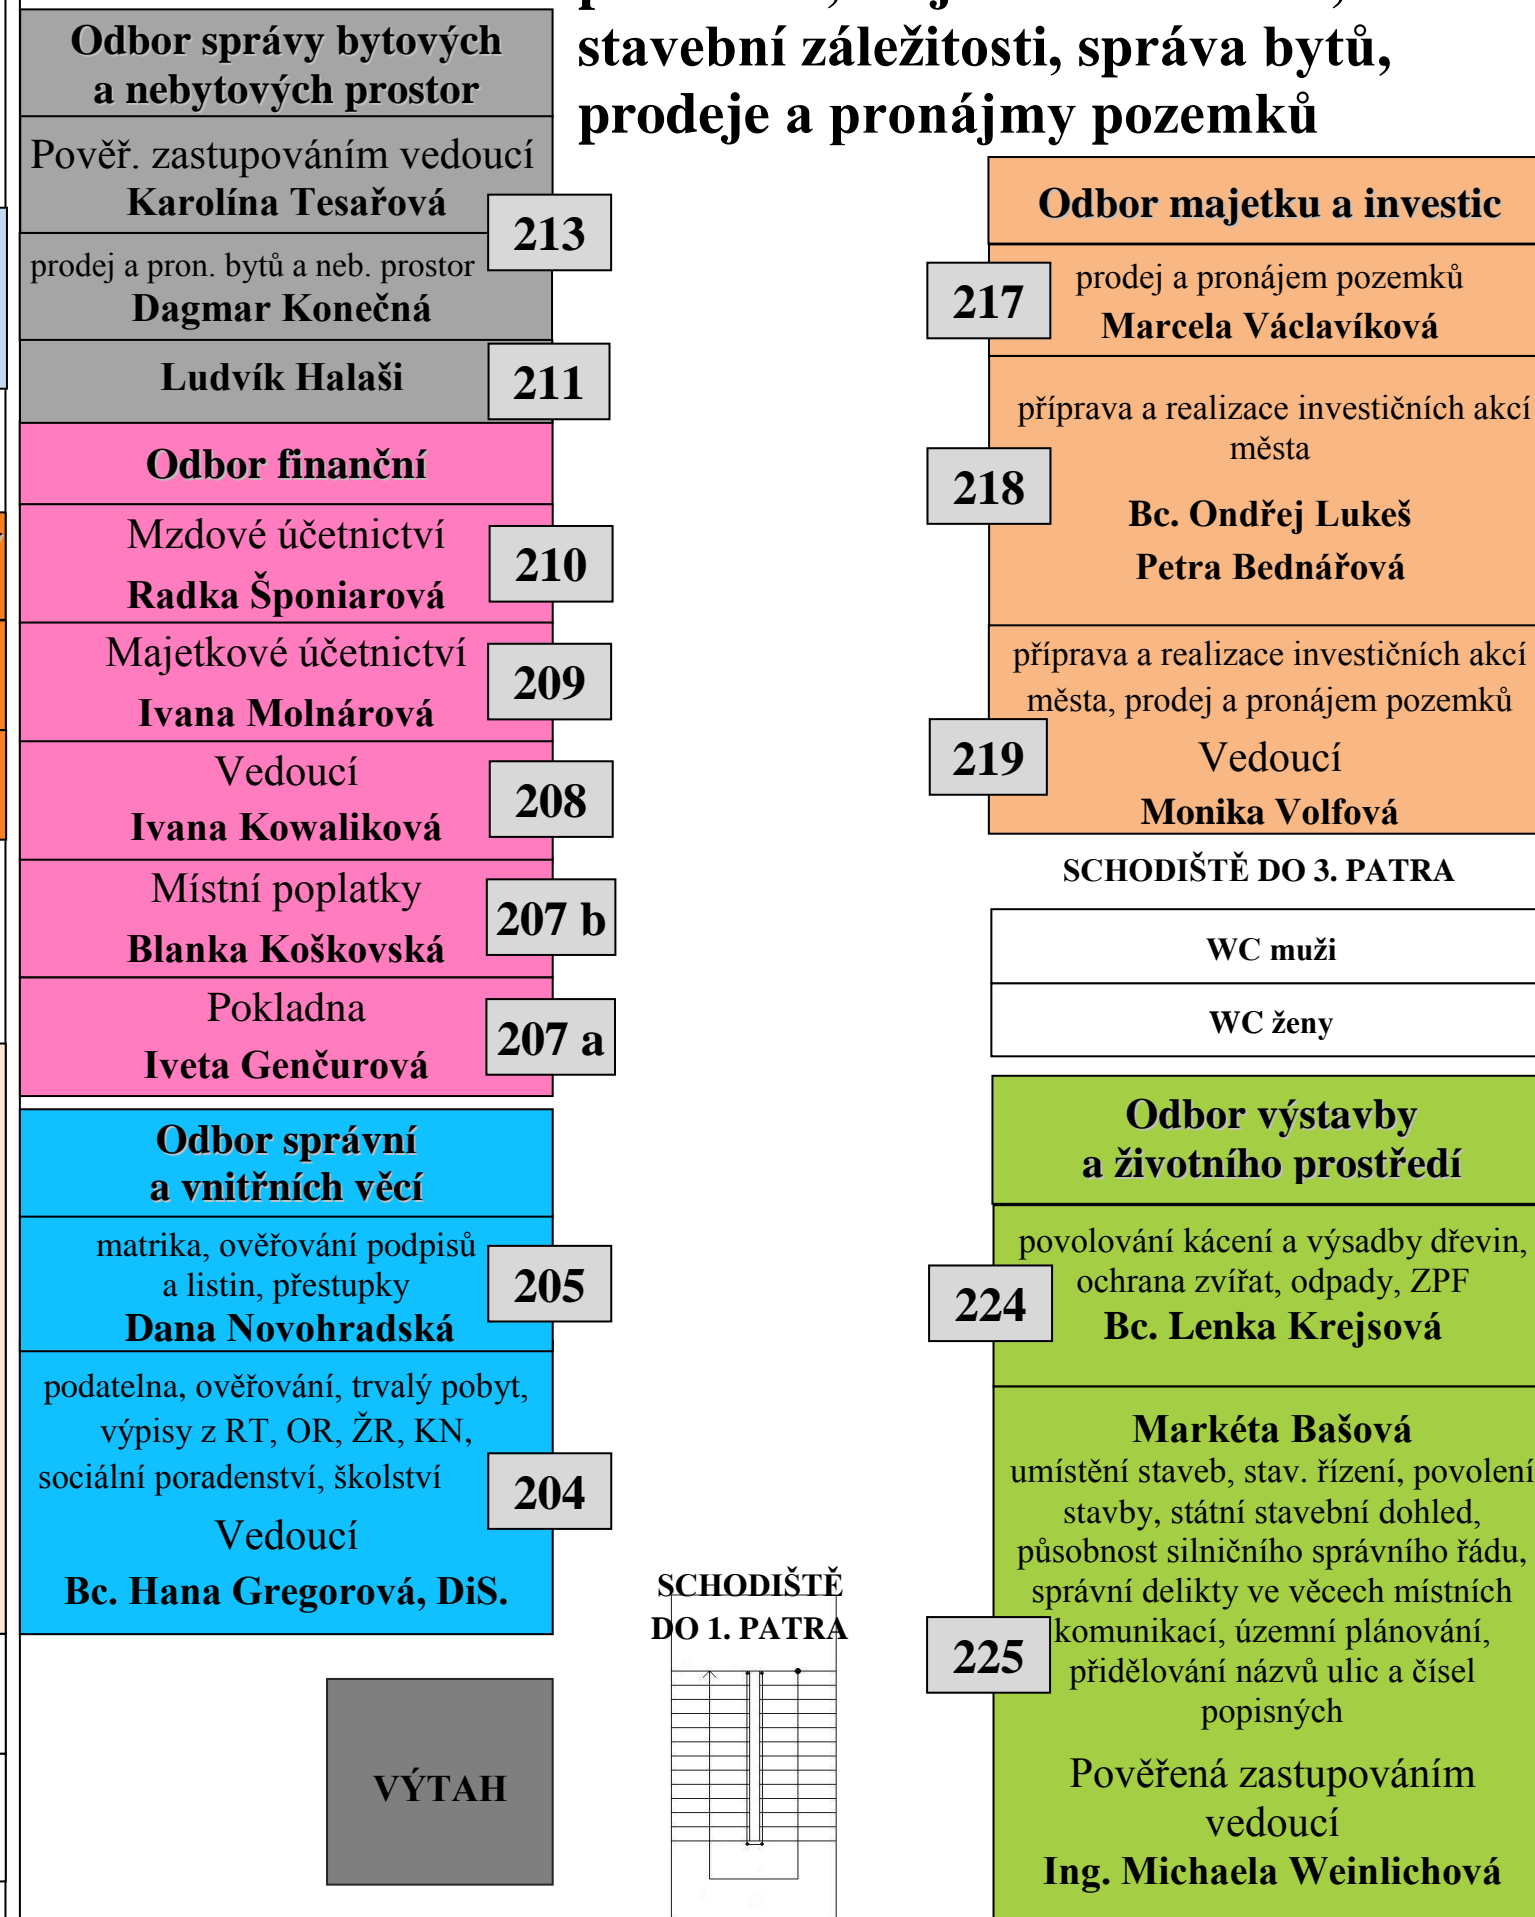 stavební záležitosti, správa bytů,
prodeje a pronájmy pozemků
Odbor správy bytových
a nebytových prostor
Pověř. zastupováním vedoucí
Karolína Tesařová
213
prodej a pron. bytů a neb. prostor
Dagmar Konečná
Ludvík Halaši
211
Odbor finanční
Mzdové účetnictví
210
Radka Šponiarová
Majetkové účetnictví
209
Ivana Molnárová
Vedoucí
208
Ivana Kowaliková
Místní poplatky
207 b
Blanka Koškovská
Pokladna
207 a
Iveta Genčurová
Odbor správní
a vnitřních věcí
matrika, ověřování podpisů
a listin, přestupky
205
Dana Novohradská
podatelna, ověřování, trvalý pobyt,
výpisy z RT, OR, ŽR, KN,
sociální poradenství, školství
204
Vedoucí
Bc. Hana Gregorová, DiS.
VÝTAH
SCHODIŠTĚ
DO 1. PATRA
Odbor majetku a investic
217
prodej a pronájem pozemků
Marcela Václavíková
příprava a realizace investičních akcí
města
218
Bc. Ondřej Lukeš
Petra Bednářová
příprava a realizace investičních akcí
města, prodej a pronájem pozemků
219
Vedoucí
Monika Volfová
SCHODIŠTĚ DO 3. PATRA
WC muži
WC ženy
Odbor výstavby
a životního prostředí
povolování kácení a výsadby dřevin,
ochrana zvířat, odpady, ZPF
224
Bc. Lenka Krejsová
Markéta Bašová
umístění staveb, stav. řízení, povolení
stavby, státní stavební dohled,
působnost silničního správního řádu,
správní delikty ve věcech místních
komunikací, územní plánování,
225
přidělování názvů ulic a čísel
popisných
Pověřená zastupováním
vedoucí
Ing. Michaela Weinlichová